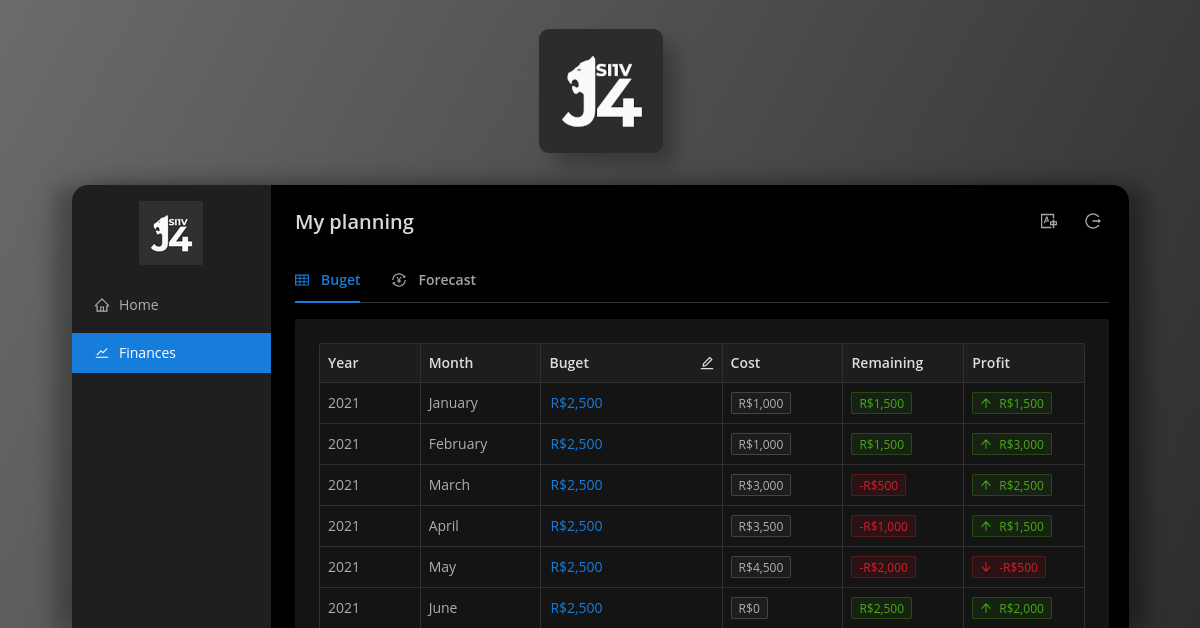 SIIV
J4
SIIV
J4
My planning
Home
Finances
Buget Forecast
Year Month Buget Cost Remaining Profit
2021 January R$2,500 R$1,000 R$1,500 R$1,500
2021 February R$2,500 R$1,000 R$1,500 R$3,000
2021 March R$2,500 R$3,000 -R$500 R$2,500
2021 April R$2,500 R$3,500 -R$1,000 R$1,500
2021 May R$2,500 R$4,500 -R$2,000 -R$500
2021 June R$2,500 R$0 R$2,500 R$2,000